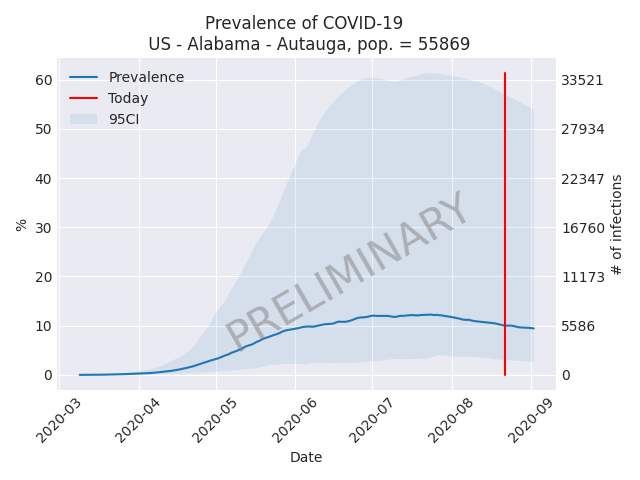 Prevalence of COVID-19
US - Alabama - Autauga, pop. = 55869
Prevalence
Today
95CI
60
50
40
30
20
10
0
%
33521
27934
22347
16760
11173
5586
0
# of infections
PRELIMINARY
2020-03
2020-04
2020-05
2020-06
2020-07
2020-08
2020-09
Date